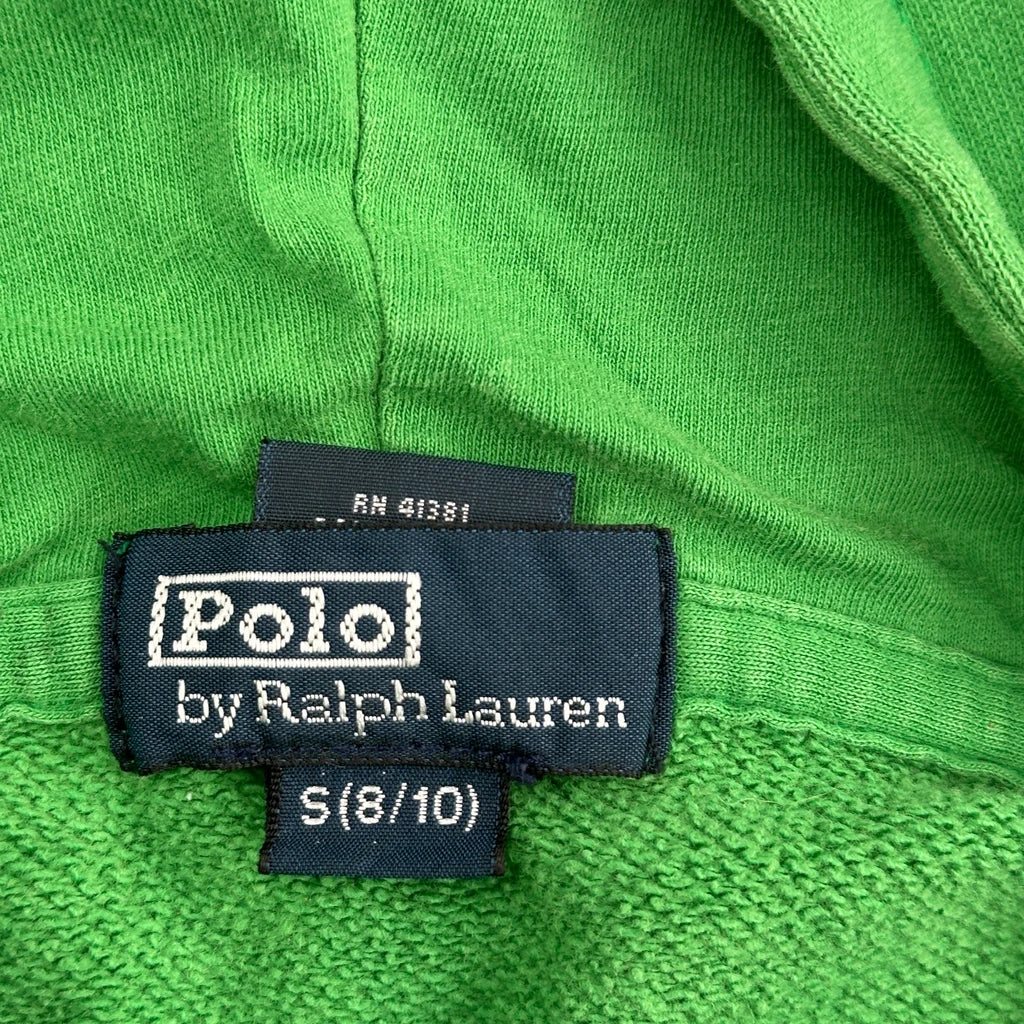 RN 41381
Polo
by Ralph Lauren
S(8/10)